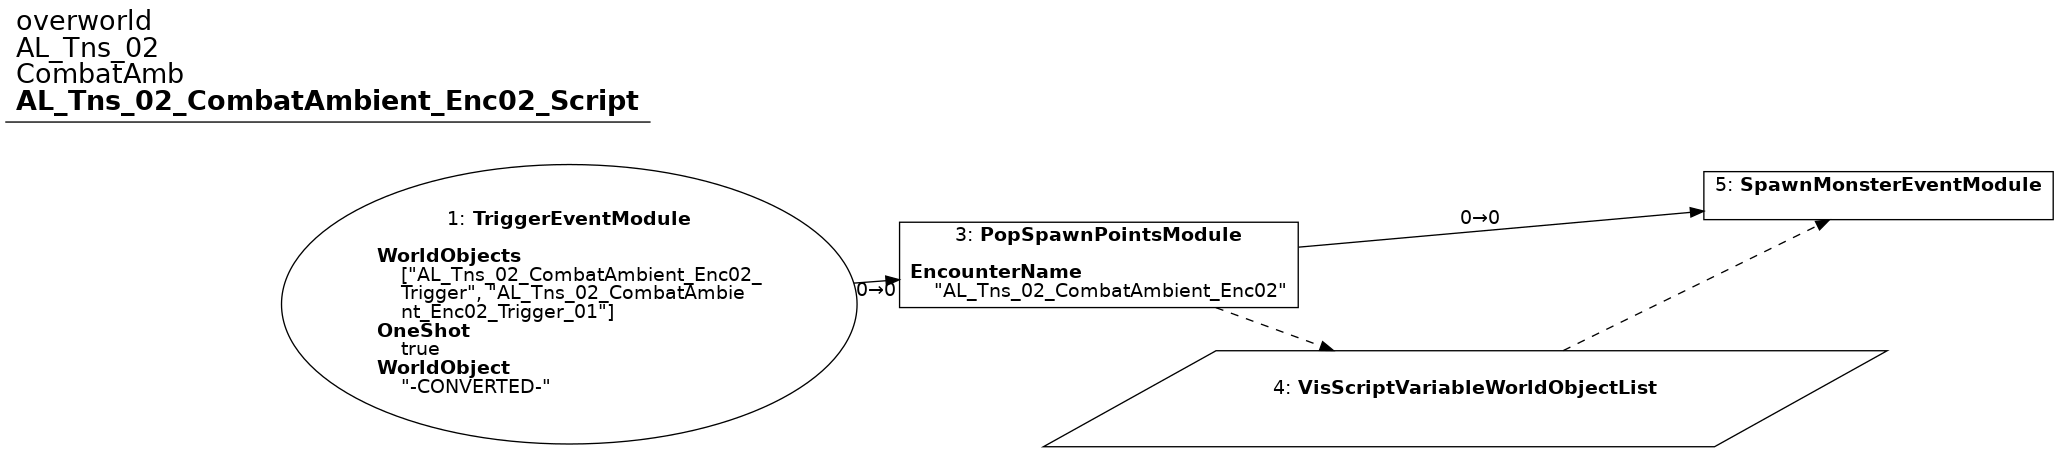 overworld
AL_Tns_02
CombatAmb
AL_Tns_02_CombatAmbient_Enc02_Script
1: TriggerEventModule
WorldObjects
["AL_Tns_02_CombatAmbient_Enc02_
Trigger", "AL_Tns_02_CombatAmbie
nt_Enc02_Trigger_01"]
OneShot
true
WorldObject
"-CONVERTED-"
0→0
3: PopSpawnPointsModule
EncounterName
"AL_Tns_02_CombatAmbient_Enc02"
0→0
5: SpawnMonsterEventModule
4: VisScriptVariableWorldObjectList